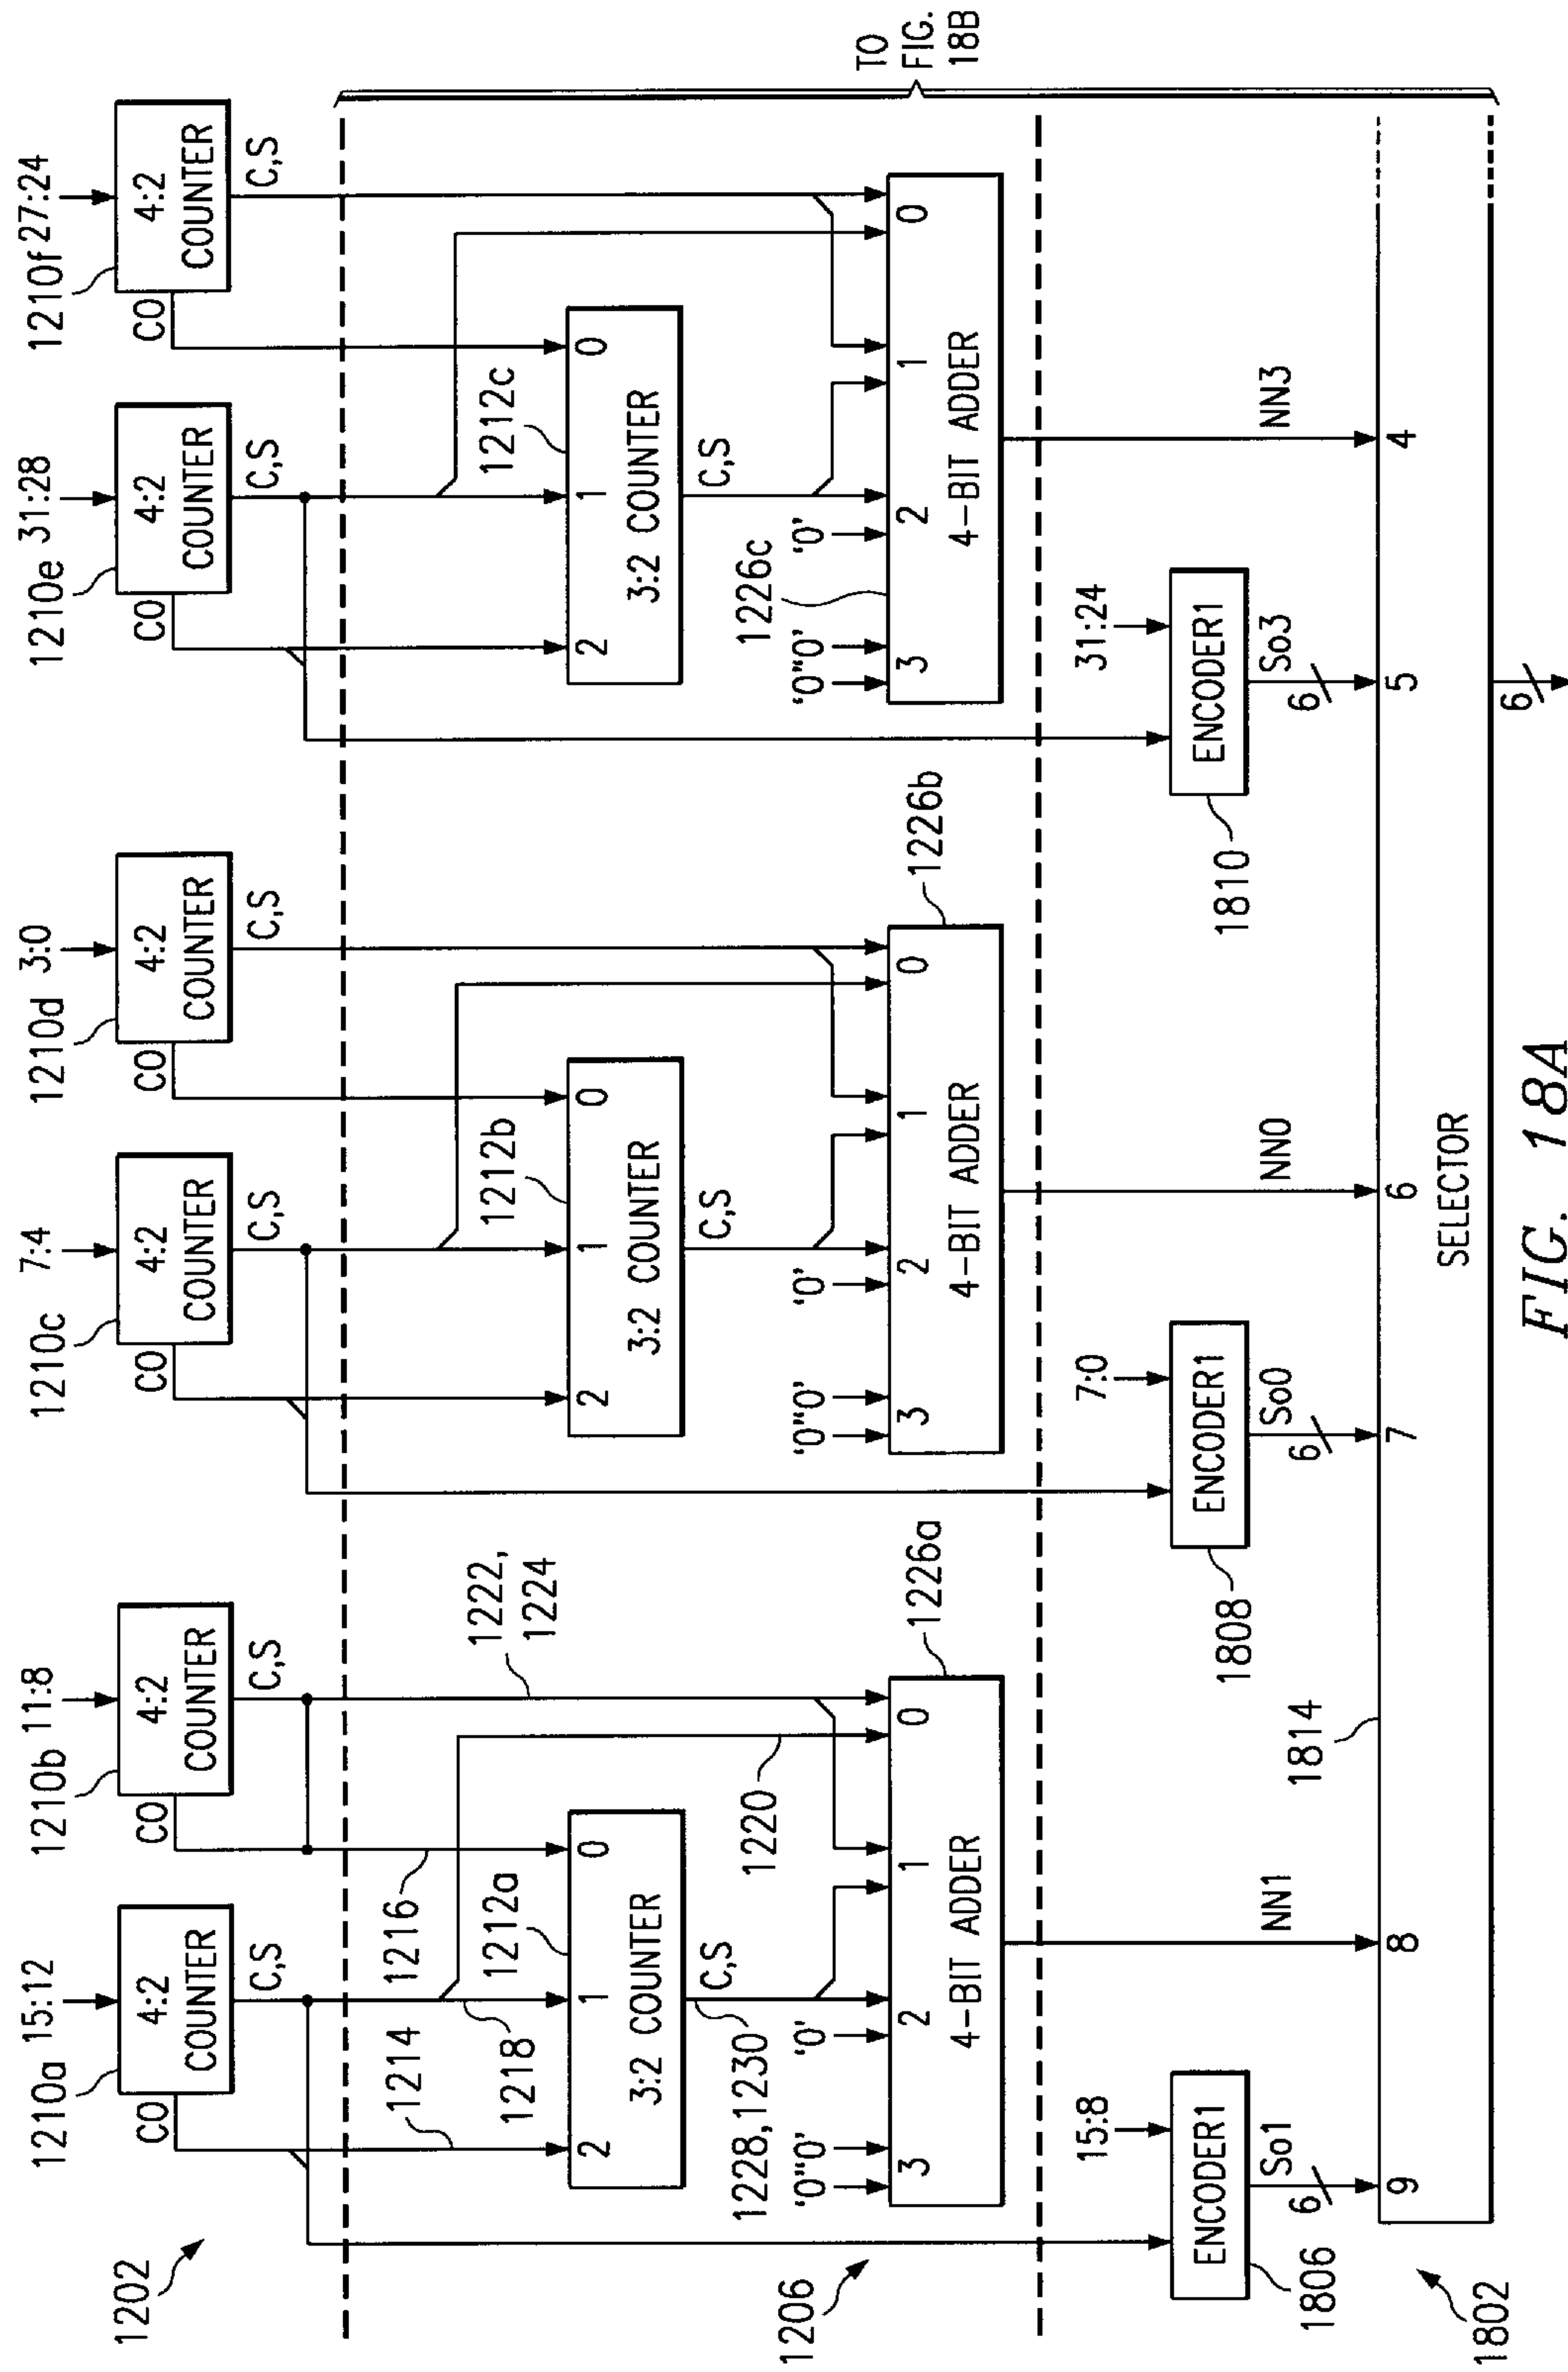 1202
1210a 15:12
1210b 11:8
1210c 7:4
1210d 3:0
1210e 31:28
1210f 27:24
4:2
COUNTER
4:2
COUNTER
4:2
COUNTER
4:2
COUNTER
4:2
COUNTER
4:2
COUNTER
CO
C,S
CO
C,S
CO
C,S
CO
C,S
CO
C,S
CO
C,S
1214
1216
1218
1212a
1222,
1224
1212b
1212c
2 1 0
3:2 COUNTER
2 1 0
3:2 COUNTER
2 1 0
3:2 COUNTER
C,S
C,S
C,S
1228,1230
1220
1206
'0''0' '0'
'0''0' '0'
'0''0' '0'
1226a
1226b
1226c
3 2 1 0
4-BIT ADDER
3 2 1 0
4-BIT ADDER
3 2 1 0
4-BIT ADDER
15:8
7:0
31:24
ENCODER1
ENCODER1
ENCODER1
1806
1808
1810
6 So1
NN1
6 So0
NN0
6 So3
NN3
1814
9 8 7 6 5 4
SELECTOR
1802
6
TO
FIG.
18B
FIG. 18A